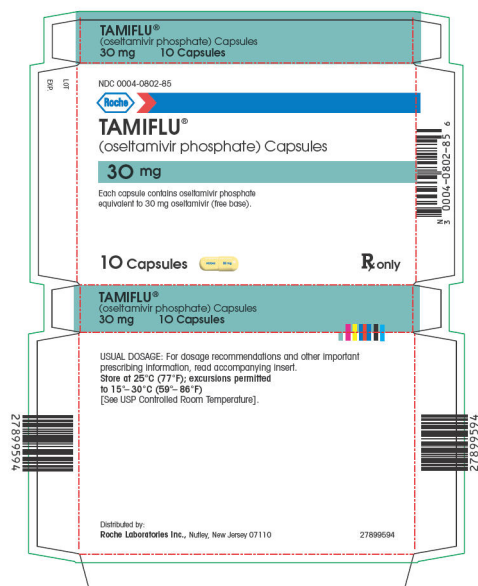 TAMIFLU®
(oseltamivir phosphate) Capsules
30 mg 10 Capsules
LOT
EXP.
NDC 0004-0802-85
Roche
TAMIFLU®
(oseltamivir phosphate) Capsules
30 mg
Each capsule contains oseltamivir phosphate
equivalent to 30 mg oseltamivir (free base).
10 Capsules
℞ only
N
3 0004-0802-85 6
TAMIFLU®
(oseltamivir phosphate) Capsules
30 mg 10 Capsules
USUAL DOSAGE: For dosage recommendations and other important
prescribing information, read accompanying insert.
Store at 25°C (77°F); excursions permitted
to 15°–30°C (59°–86°F)
[See USP Controlled Room Temperature].
27899594
27899594
Distributed by:
Roche Laboratories Inc., Nutley, New Jersey 07110
27899594